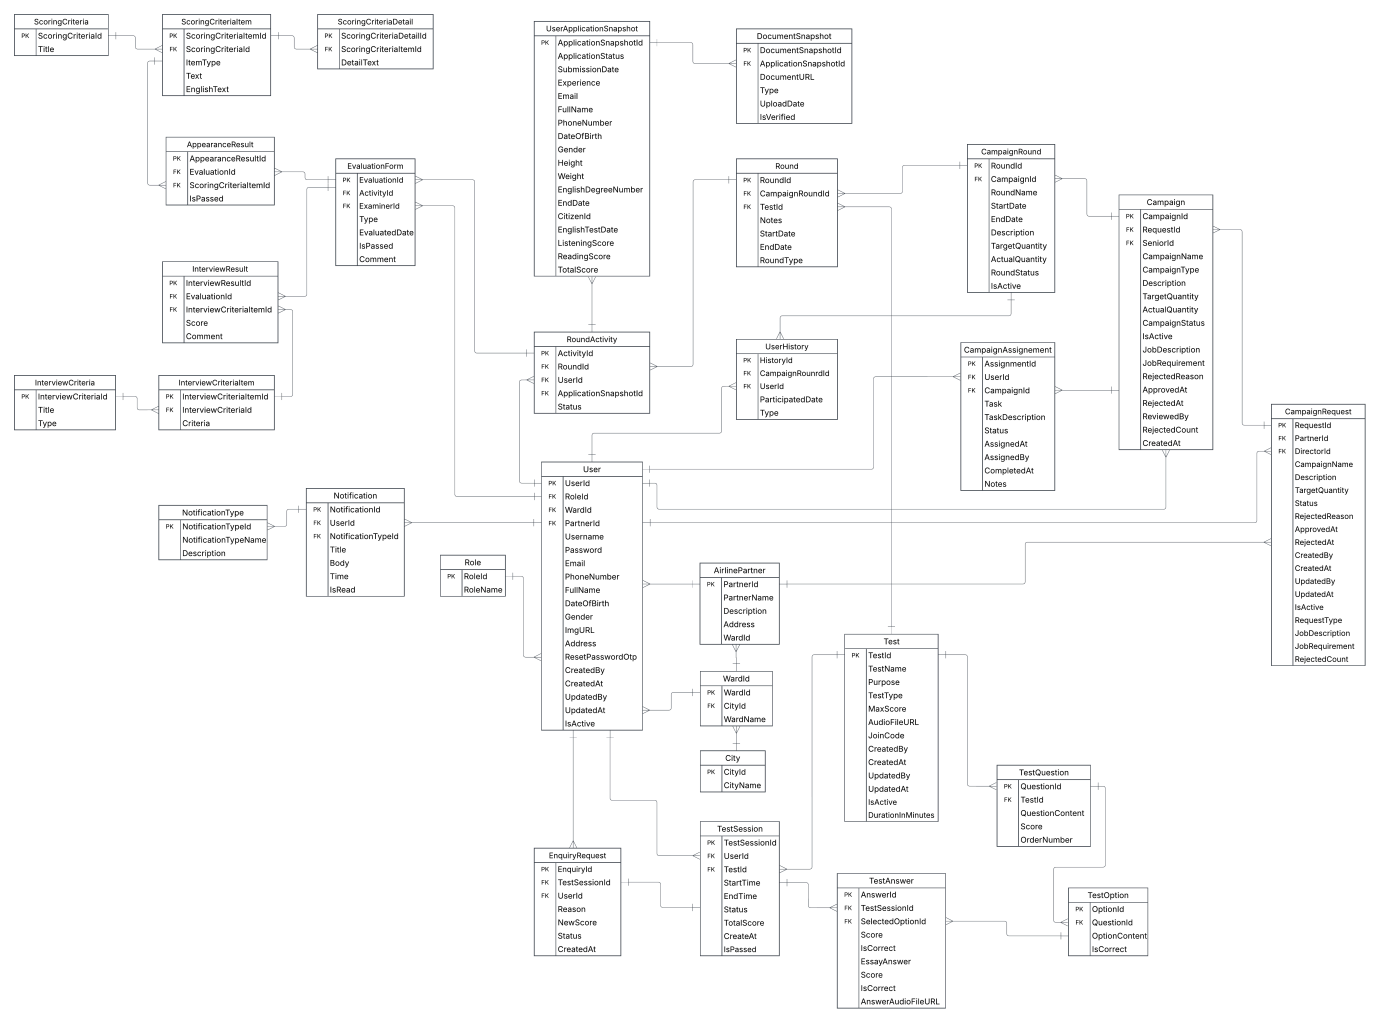 ScoringCriteria
PK ScoringCriteriaId
Title
ScoringCriteriaItem
PK ScoringCriteriaItemId
FK ScoringCriteriaId
ItemType
Text
EnglishText
ScoringCriteriaDetail
PK ScoringCriteriaDetailId
FK ScoringCriteriaItemId
DetailText
UserApplicationSnapshot
PK ApplicationSnapshotId
ApplicationStatus
SubmissionDate
Experience
Email
FullName
PhoneNumber
DateOfBirth
Gender
Height
Weight
EnglishDegreeNumber
EndDate
CitizenId
EnglishTestDate
ListeningScore
ReadingScore
TotalScore
DocumentSnapshot
PK DocumentSnapshotId
FK ApplicationSnapshotId
DocumentURL
Type
UploadDate
IsVerified
AppearanceResult
PK AppearanceResultId
FK EvaluationId
FK ScoringCriteriaItemId
IsPassed
EvaluationForm
PK EvaluationId
FK ActivityId
FK ExaminerId
Type
EvaluatedDate
IsPassed
Comment
Round
PK RoundId
FK CampaignRoundId
FK TestId
Notes
StartDate
EndDate
RoundType
CampaignRound
PK RoundId
FK CampaignId
RoundName
StartDate
EndDate
Description
TargetQuantity
ActualQuantity
RoundStatus
IsActive
Campaign
PK CampaignId
FK RequestId
FK SeniorId
CampaignName
CampaignType
Description
TargetQuantity
ActualQuantity
CampaignStatus
IsActive
JobDescription
JobRequirement
RejectedReason
ApprovedAt
RejectedAt
ReviewedBy
RejectedCount
CreatedAt
InterviewResult
PK InterviewResultId
FK EvaluationId
FK InterviewCriteriaItemId
Score
Comment
RoundActivity
PK ActivityId
FK RoundId
FK UserId
FK ApplicationSnapshotId
Status
UserHistory
PK HistoryId
FK CampaignRounrdId
FK UserId
ParticipatedDate
Type
CampaignAssignement
PK AssignmentId
FK UserId
FK CampaignId
Task
TaskDescription
Status
AssignedAt
AssignedBy
CompletedAt
Notes
InterviewCriteria
PK InterviewCriteriaId
Title
Type
InterviewCriteriaItem
PK InterviewCriteriaItemId
FK InterviewCriteriaId
Criteria
CampaignRequest
PK RequestId
FK PartnerId
FK DirectorId
CampaignName
Description
TargetQuantity
Status
RejectedReason
ApprovedAt
RejectedAt
CreatedBy
CreatedAt
UpdatedBy
UpdatedAt
IsActive
RequestType
JobDescription
JobRequirement
RejectedCount
User
PK UserId
FK RoleId
FK WardId
FK PartnerId
Username
Password
Email
PhoneNumber
FullName
DateOfBirth
Gender
ImgURL
Address
ResetPasswordOtp
CreatedBy
CreatedAt
UpdatedBy
UpdatedAt
IsActive
Notification
PK NotificationId
FK UserId
FK NotificationTypeId
Title
Body
Time
IsRead
NotificationType
PK NotificationTypeId
NotificationTypeName
Description
Role
PK RoleId
RoleName
AirlinePartner
PK PartnerId
PartnerName
Description
Address
WardId
WardId
PK WardId
FK CityId
WardName
City
PK CityId
CityName
Test
PK TestId
TestName
Purpose
TestType
MaxScore
AudioFileURL
JoinCode
CreatedBy
CreatedAt
UpdatedBy
UpdatedAt
IsActive
DurationInMinutes
TestQuestion
PK QuestionId
FK TestId
QuestionContent
Score
OrderNumber
EnquiryRequest
PK EnquiryId
FK TestSessionId
FK UserId
Reason
NewScore
Status
CreatedAt
TestSession
PK TestSessionId
FK UserId
FK TestId
StartTime
EndTime
Status
TotalScore
CreateAt
IsPassed
TestAnswer
PK AnswerId
FK TestSessionId
FK SelectedOptionId
Score
IsCorrect
EssayAnswer
Score
IsCorrect
AnswerAudioFileURL
TestOption
PK OptionId
FK QuestionId
OptionContent
IsCorrect